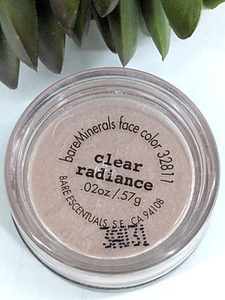 bareMinerals face color 32811
clear
radiance
.02oz/.57g
BARE ESCENTUALS, S.F., CA 94108